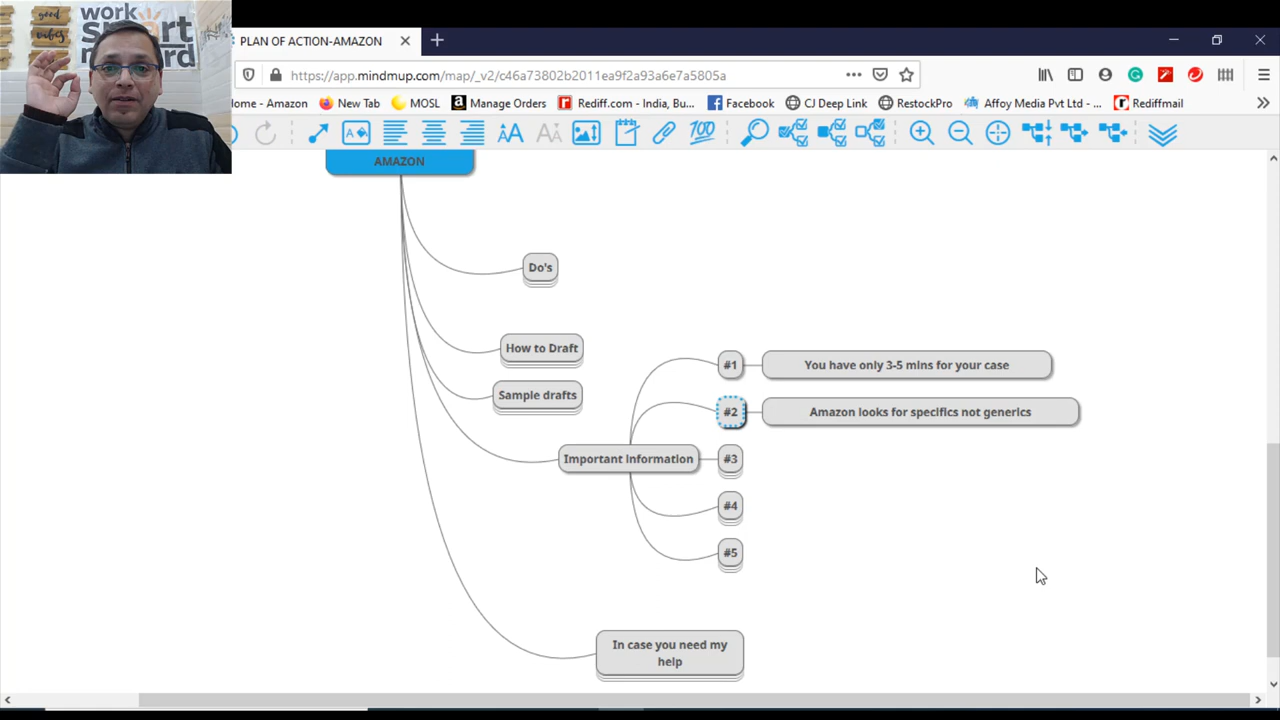 good
vibes
work
smart
PLAN OF ACTION-AMAZON
https://app.mindmup.com/map/_v2/c46a73802b2011ea9f2a93a6e7a5805a
Home - Amazon
New Tab
MOSL
Manage Orders
Rediff.com - India, Bu...
Facebook
CJ Deep Link
RestockPro
Affoy Media Pvt Ltd - ...
Rediffmail
AMAZON
Do's
How to Draft
Sample drafts
Important Information
#1
You have only 3-5 mins for your case
#2
Amazon looks for specifics not generics
#3
#4
#5
In case you need my
help